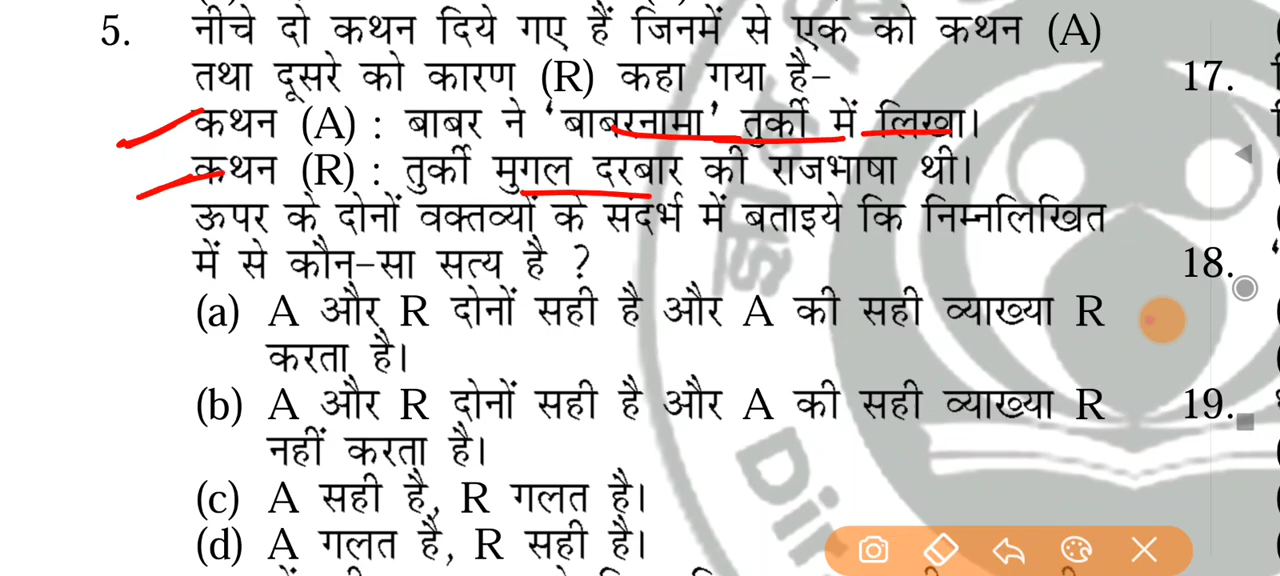 5. नीचे दो कथन दिये गए हैं जिनमें से एक को कथन (A)
तथा दूसरे को कारण (R) कहा गया है–
कथन (A) : बाबर ने 'बाबरनामा' तुर्की में लिखा।
कथन (R) : तुर्की मुगल दरबार की राजभाषा थी।
ऊपर के दोनों वक्तव्यों के संदर्भ में बताइये कि निम्नलिखित
में से कौन-सा सत्य है ?
(a) A और R दोनों सही है और A की सही व्याख्या R
करता है।
(b) A और R दोनों सही है और A की सही व्याख्या R
नहीं करता है।
(c) A सही है, R गलत है।
(d) A गलत है, R सही है।
17.
18.
19.